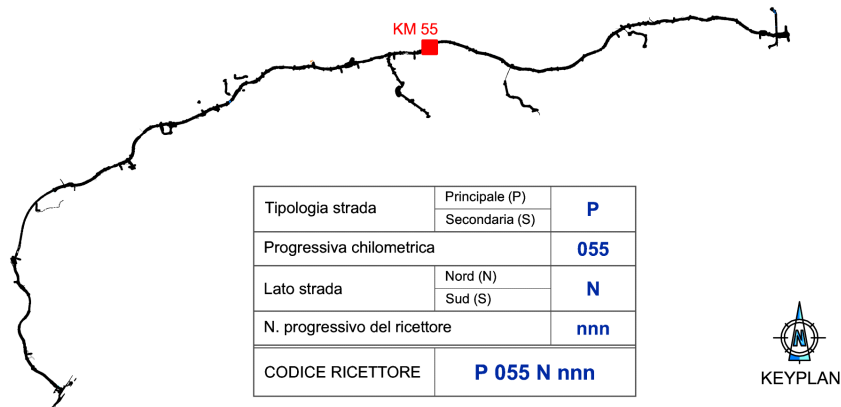 KM 55
Tipologia strada
Principale (P)
Secondaria (S)
P
Progressiva chilometrica
055
Lato strada
Nord (N)
Sud (S)
N
N. progressivo del ricettore
nnn
CODICE RICETTORE
P 055 N nnn
N
KEYPLAN